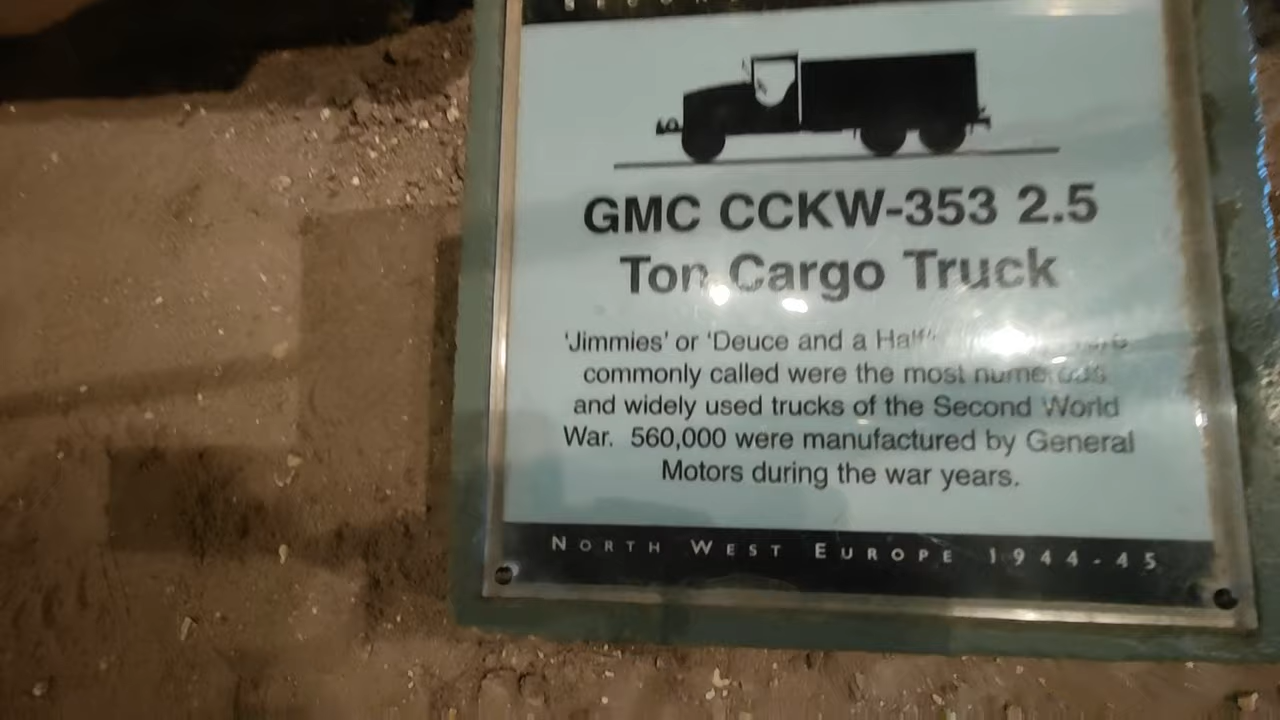 GMC CCKW-353 2.5
Ton Cargo Truck
‘Jimmies’ or ‘Deuce and a Half’
commonly called were the most numerous
and widely used trucks of the Second World
War. 560,000 were manufactured by General
Motors during the war years.
NORTH WEST EUROPE 1944-45